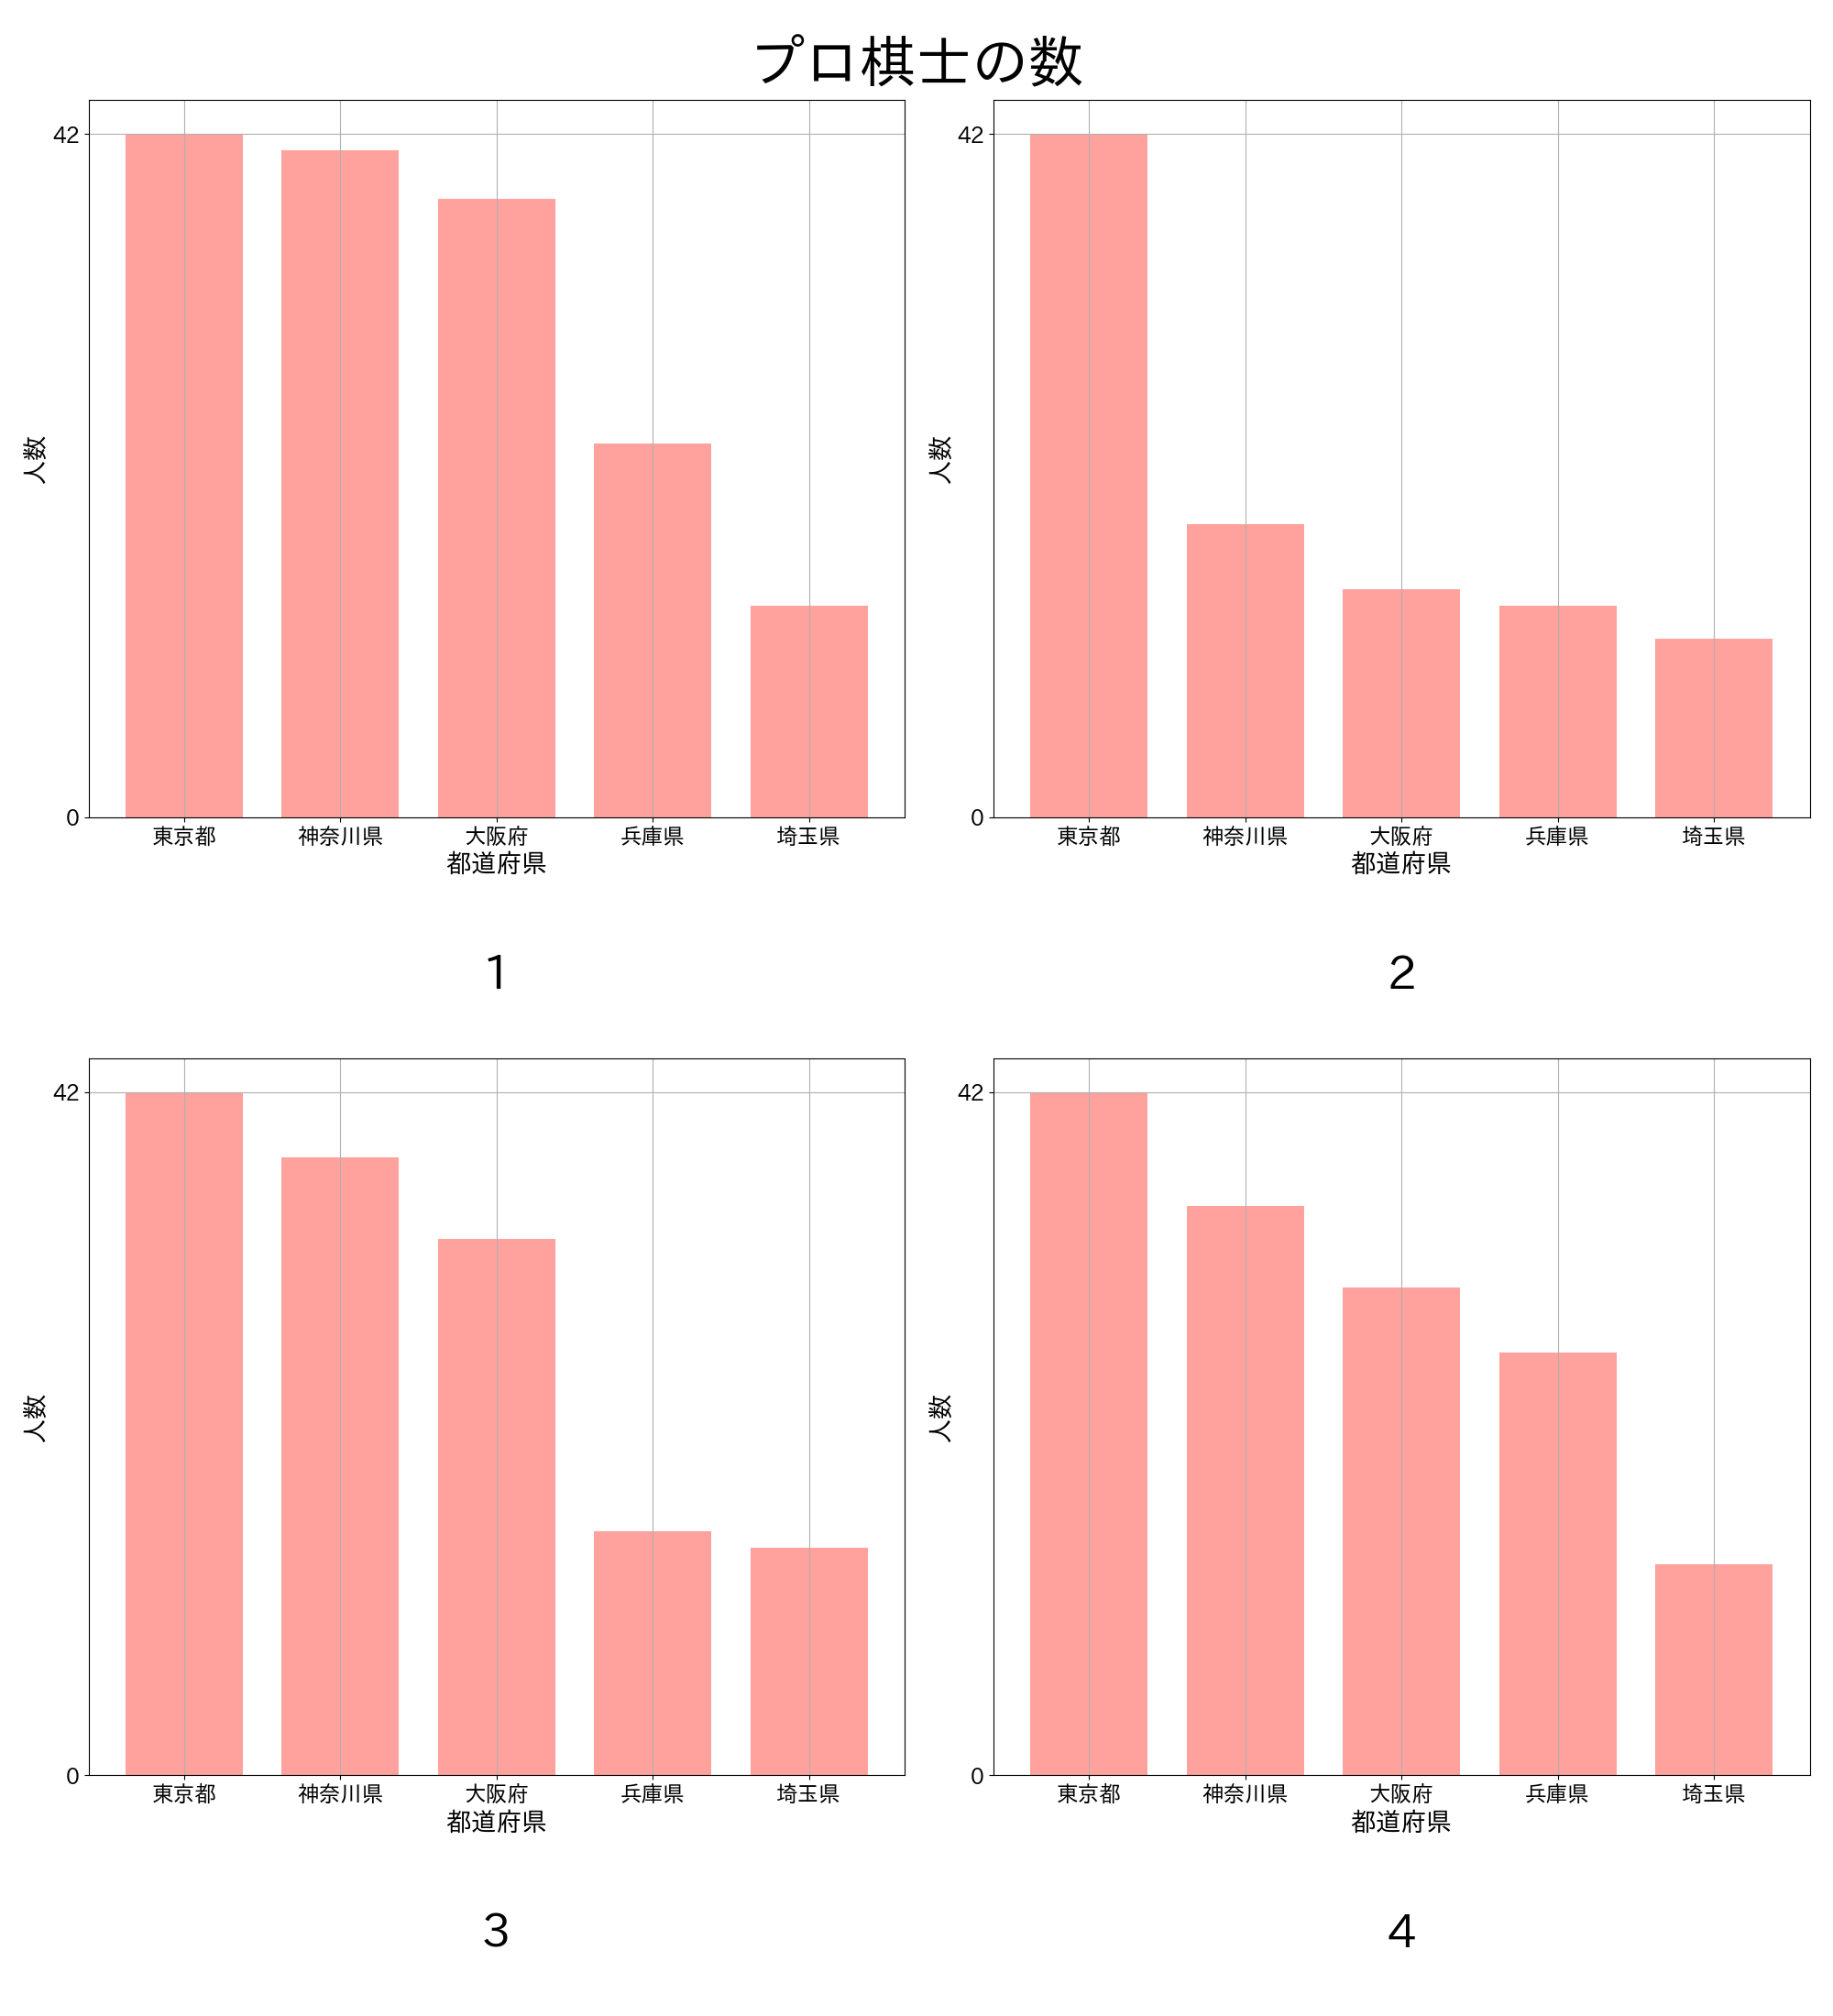 プロ棋士の数
42
人数
0
東京都 神奈川県 大阪府 兵庫県 埼玉県
都道府県
1
42
人数
0
東京都 神奈川県 大阪府 兵庫県 埼玉県
都道府県
2
42
人数
0
東京都 神奈川県 大阪府 兵庫県 埼玉県
都道府県
3
42
人数
0
東京都 神奈川県 大阪府 兵庫県 埼玉県
都道府県
4